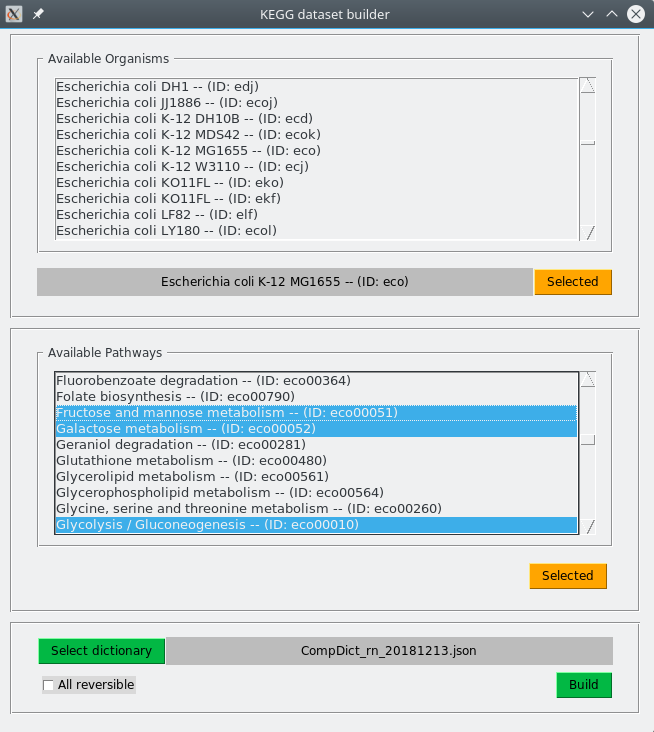 KEGG dataset builder
Available Organisms
Escherichia coli DH1 -- (ID: edj)
Escherichia coli JJ1886 -- (ID: ecoj)
Escherichia coli K-12 DH10B -- (ID: ecd)
Escherichia coli K-12 MDS42 -- (ID: ecok)
Escherichia coli K-12 MG1655 -- (ID: eco)
Escherichia coli K-12 W3110 -- (ID: ecj)
Escherichia coli KO11FL -- (ID: eko)
Escherichia coli KO11FL -- (ID: ekf)
Escherichia coli LF82 -- (ID: elf)
Escherichia coli LY180 -- (ID: ecol)
Escherichia coli K-12 MG1655 -- (ID: eco) Selected
Available Pathways
Fluorobenzoate degradation -- (ID: eco00364)
Folate biosynthesis -- (ID: eco00790)
Fructose and mannose metabolism -- (ID: eco00051)
Galactose metabolism -- (ID: eco00052)
Geraniol degradation -- (ID: eco00281)
Glutathione metabolism -- (ID: eco00480)
Glycerolipid metabolism -- (ID: eco00561)
Glycerophospholipid metabolism -- (ID: eco00564)
Glycine, serine and threonine metabolism -- (ID: eco00260)
Glycolysis / Gluconeogenesis -- (ID: eco00010)
Selected
Select dictionary CompDict_rn_20181213.json
All reversible Build